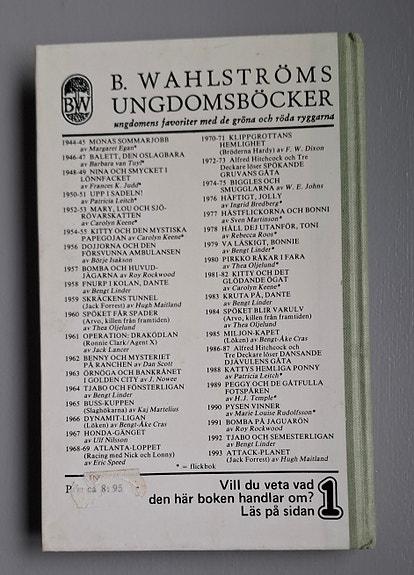 BW
B. WAHLSTRÖMS
UNGDOMSBÖCKER
ungdomens favoriter med de gröna och röda ryggarna
1944-45 MONAS SOMMARJOBB
av Margaret Egan*
1946-47 BALETT, DEN OSLAGBARA
av Barbara van Tuyl*
1948-49 NINA OCH SMYCKET I
LÖNNFACKET
av Frances K. Judd*
1950-51 UPP I SADELN!
av Patricia Leitch*
1952-53 MARY, LOU OCH SJÖ-
RÖVARSKATTEN
av Carolyn Keene*
1954-55 KITTY OCH DEN MYSTISKA
PAPEGOJAN av Carolyn Keene*
1956 DOJJORNA OCH DEN
FÖRSVUNNA AMBULANSEN
av Börje Isakson
1957 BOMBA OCH HUVUD-
JÄGARNA av Roy Rockwood
1958 FNURP I KOLAN, DANTE
av Bengt Linder
1959 SKRÄCKENS TUNNEL
(Jack Forrest) av Hugh Maitland
1960 SPÖKET FÅR SPADER
(Arvo, killen från framtiden)
av Thea Oljelund
1961 OPERATION: DRAKÖDLAN
(Ronnie Clark/Agent X)
av Jack Lancer
1962 BENNY OCH MYSTERIET
PÅ RANCHEN av Dan Scott
1963 ÖRNÖGA OCH BANKRÅNET
I GOLDEN CITY av J. Nowee
1964 TJABO OCH FÖNSTERLIGAN
av Bengt Linder
1965 BUSS-KUPPEN
(Slaghökarna) av Kaj Martelius
1966 DYNAMIT-LIGAN
(Löken) av Bengt-Åke Cras
1967 HONDA-GÄNGET
av Ulf Nilsson
1968-69 ATLANTA-LOPPET
(Racing med Nick och Lonny)
av Eric Speed
1970-71 KLIPPGROTTANS
HEMLIGHET
(Bröderna Hardy) av F. W. Dixon
1972-73 Alfred Hitchcock och Tre
Deckare löser SPÖKANDE
GRUVANS GÅTA
1974-75 BIGGLES OCH
SMUGGLARNA av W. E. Johns
1976 HÄFTIGT, JOLLY
av Ingrid Bredberg*
1977 HÄSTFLICKORNA OCH BONNI
av Sven Martinson*
1978 HÅLL DEJ UTANFÖR, TONI
av Rebecca Roos*
1979 VA LÄSKIGT, BONNIE
av Bengt Linder*
1980 PIRKKO RÅKAR I FARA
av Thea Oljelund*
1981-82 KITTY OCH DET
GLÖDANDE ÖGAT
av Carolyn Keene*
1983 KRUTA PÅ, DANTE
av Bengt Linder
1984 SPÖKET BLIR VARULV
(Arvo, killen från framtiden)
av Thea Oljelund
1985 MILJON-KAPET
(Löken) av Bengt-Åke Cras
1986-87 Alfred Hitchcock och
Tre Deckare löser DANSANDE
DJÄVULENS GÅTA
1988 KATTYS HEMLIGA PONNY
av Patricia Leitch*
1989 PEGGY OCH DE GÅTFULLA
FOTSPÅREN
av H.J. Temple*
1990 PYSEN VINNER
av Marie Louise Rudolfsson*
1991 BOMBA PÅ JAGUARÖN
av Roy Rockwood
1992 TJABO OCH SEMESTERLIGAN
av Bengt Linder
1993 ATTACK-PLANET
(Jack Forrest) av Hugh Maitland
* = flickbok
ca 8:95
Vill du veta vad
den här boken handlar om?
Läs på sidan 1